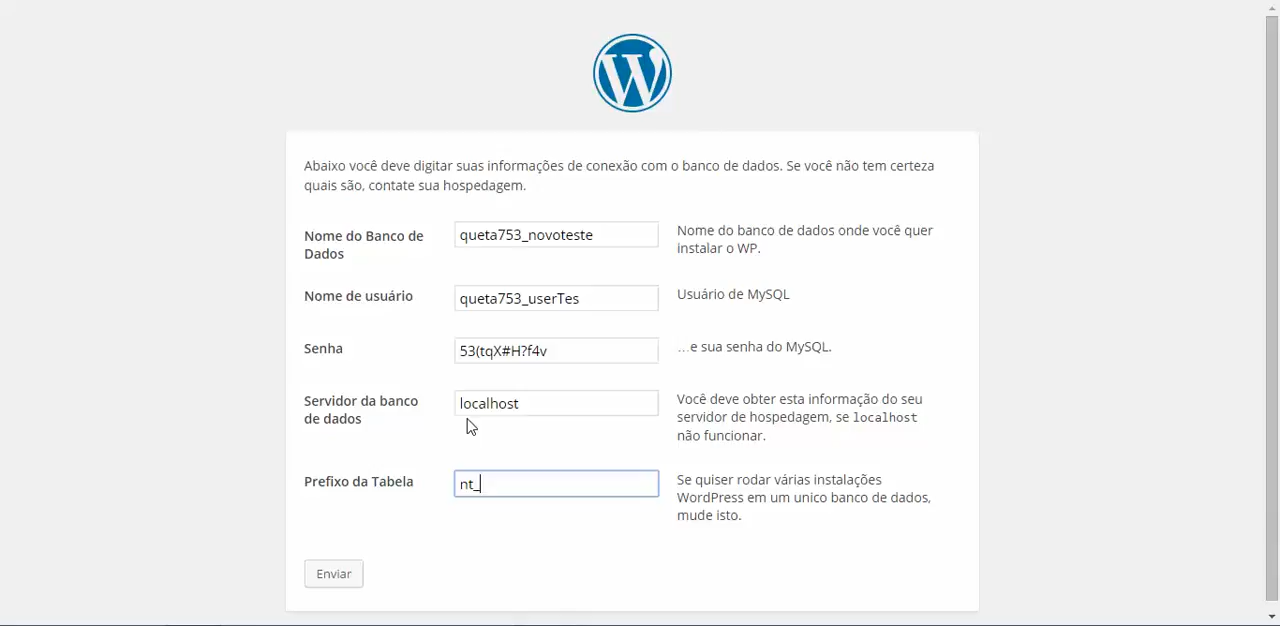 Abaixo você deve digitar suas informações de conexão com o banco de dados. Se você não tem certeza
quais são, contate sua hospedagem.
Nome do Banco de
Dados
queta753_novoteste
Nome do banco de dados onde você quer
instalar o WP.
Nome de usuário
queta753_userTes
Usuário de MySQL
Senha
53(tqX#H?f4v
…e sua senha do MySQL.
Servidor da banco
de dados
localhost
Você deve obter esta informação do seu
servidor de hospedagem, se localhost
não funcionar.
Prefixo da Tabela
nt_
Se quiser rodar várias instalações
WordPress em um unico banco de dados,
mude isto.
Enviar